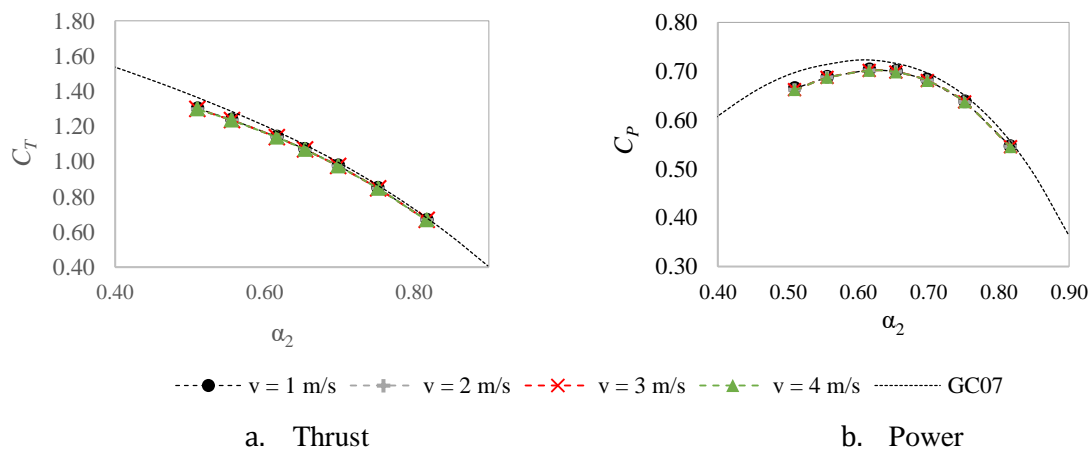 1.80
1.60
1.40
1.20
1.00
0.80
0.60
0.40
C_T
0.40 0.60 0.80
α₂
0.80
0.70
0.60
0.50
0.40
0.30
C_P
0.40 0.50 0.60 0.70 0.80 0.90
α₂
v = 1 m/s v = 2 m/s v = 3 m/s v = 4 m/s GC07
a. Thrust
b. Power